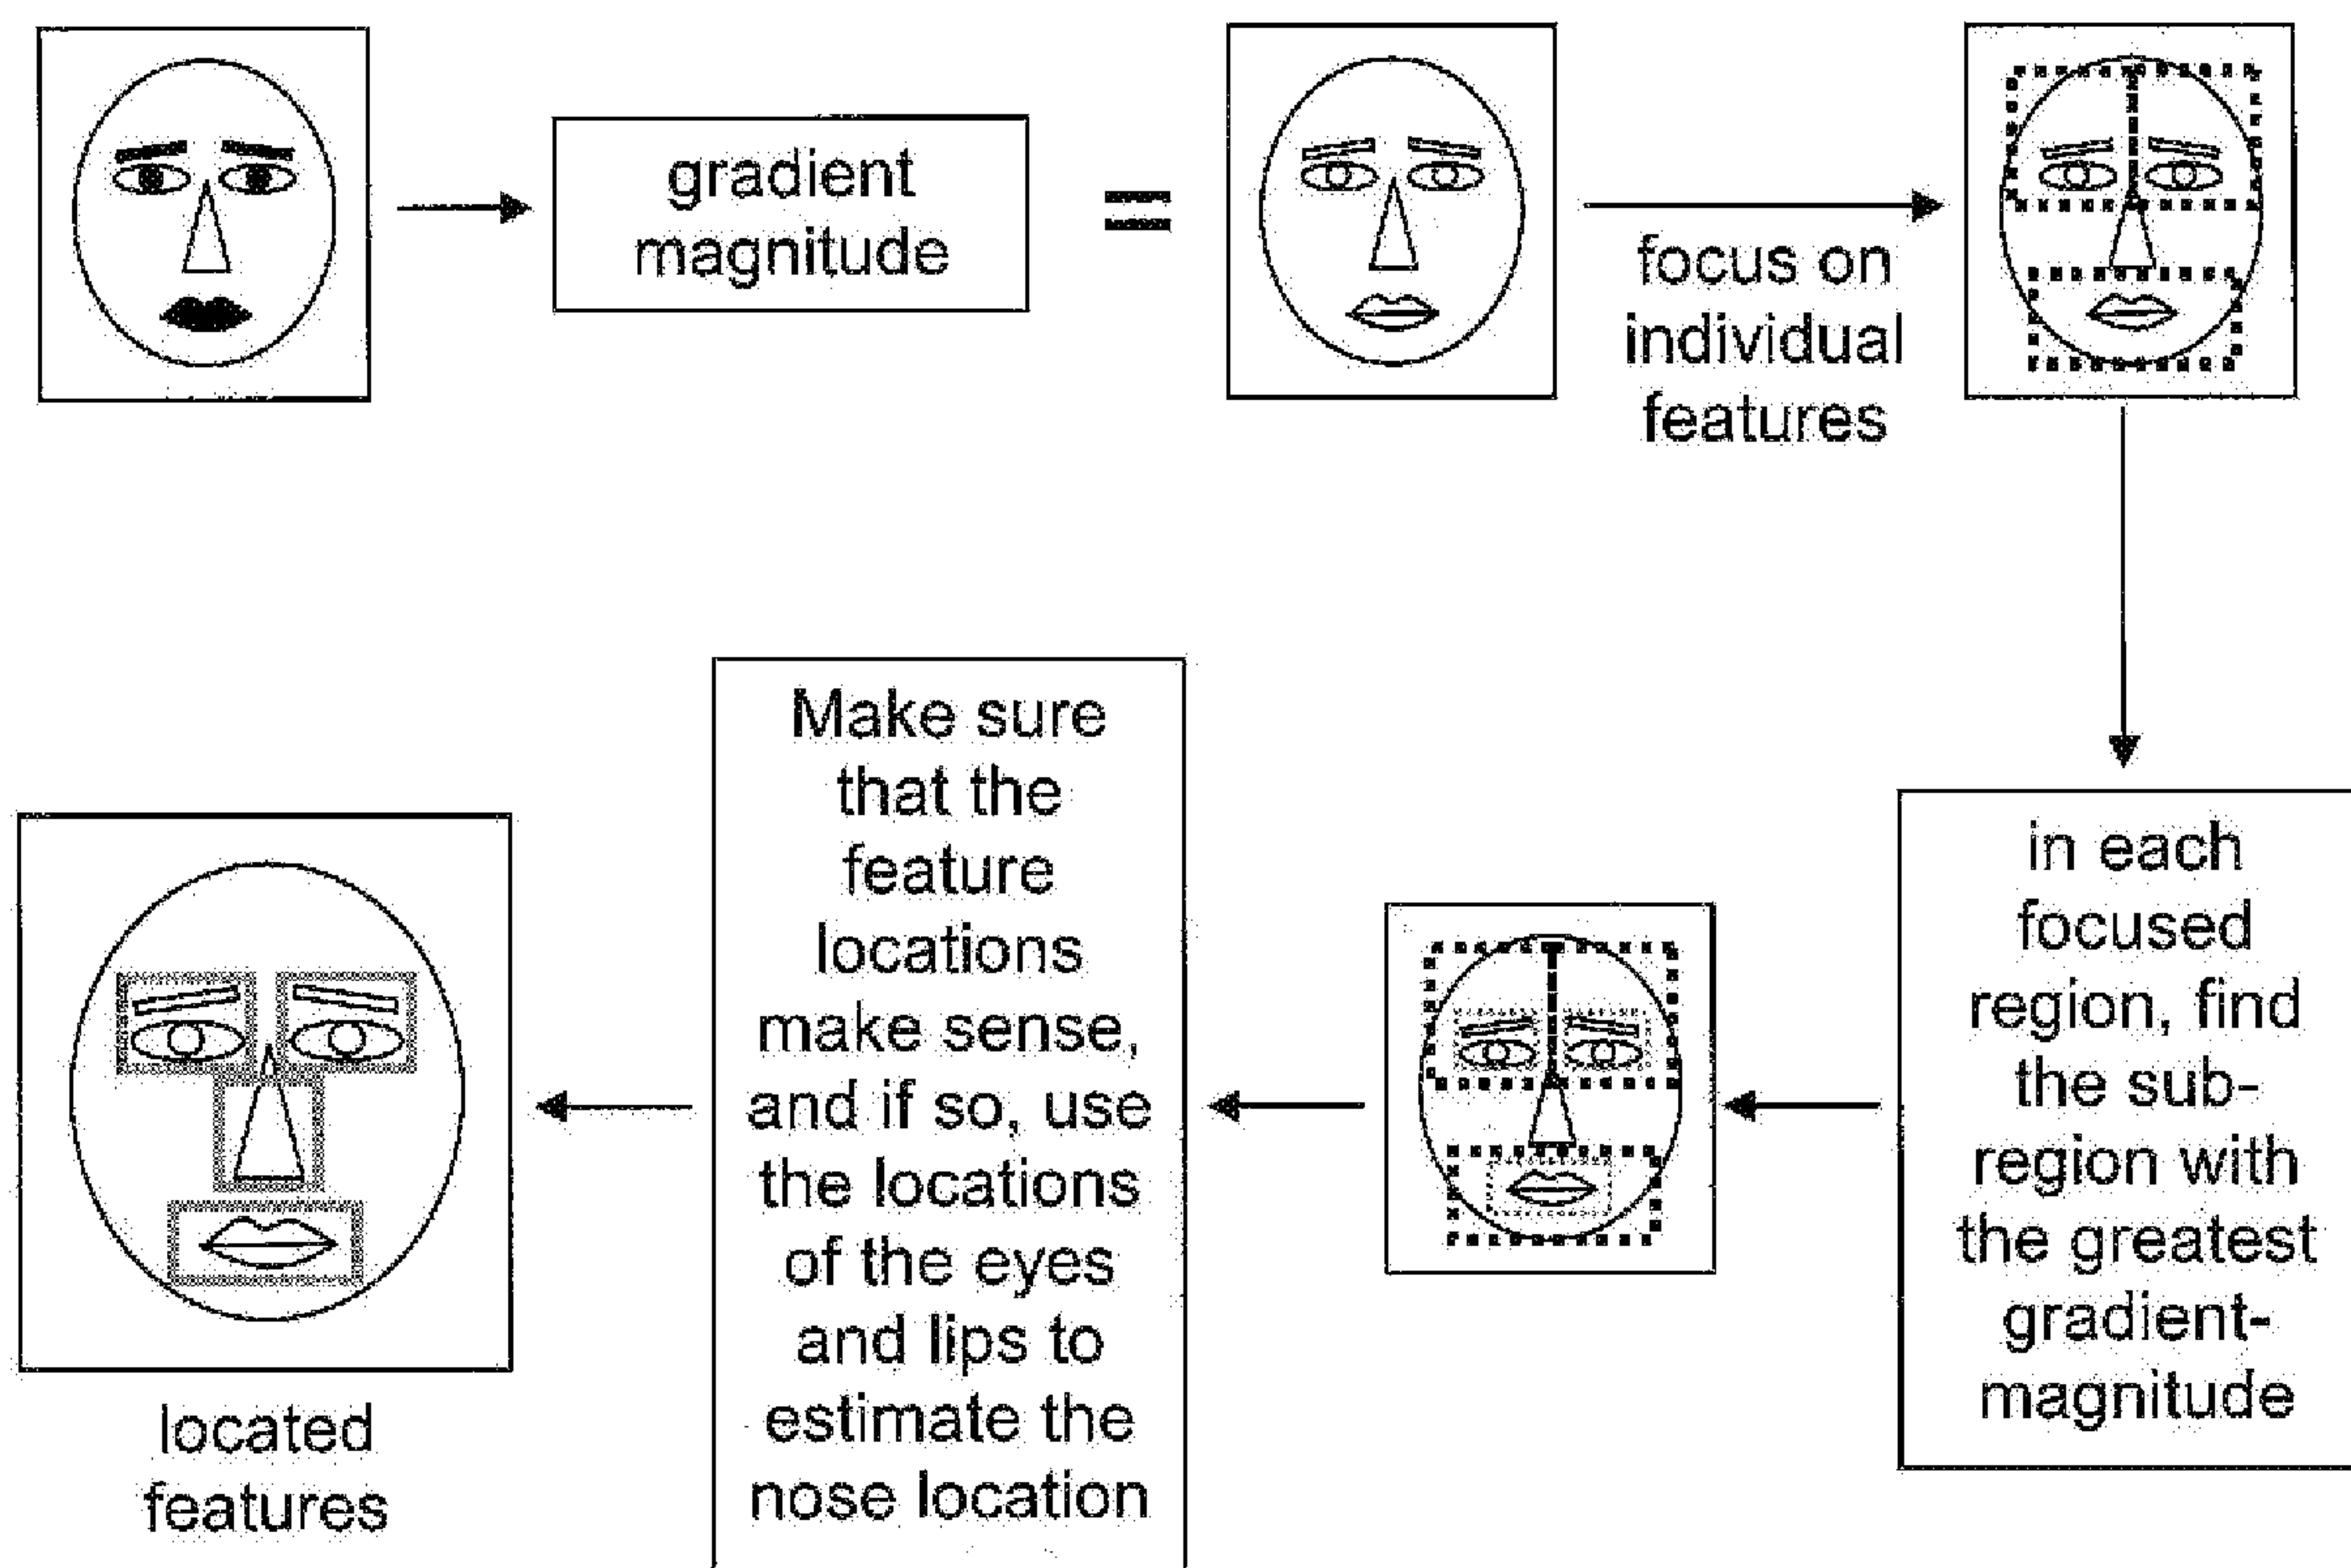 gradient
magnitude
=
focus on
individual
features
in each
focused
region, find
the sub-
region with
the greatest
gradient-
magnitude
Make sure
that the
feature
locations
make sense,
and if so, use
the locations
of the eyes
and lips to
estimate the
nose location
located
features